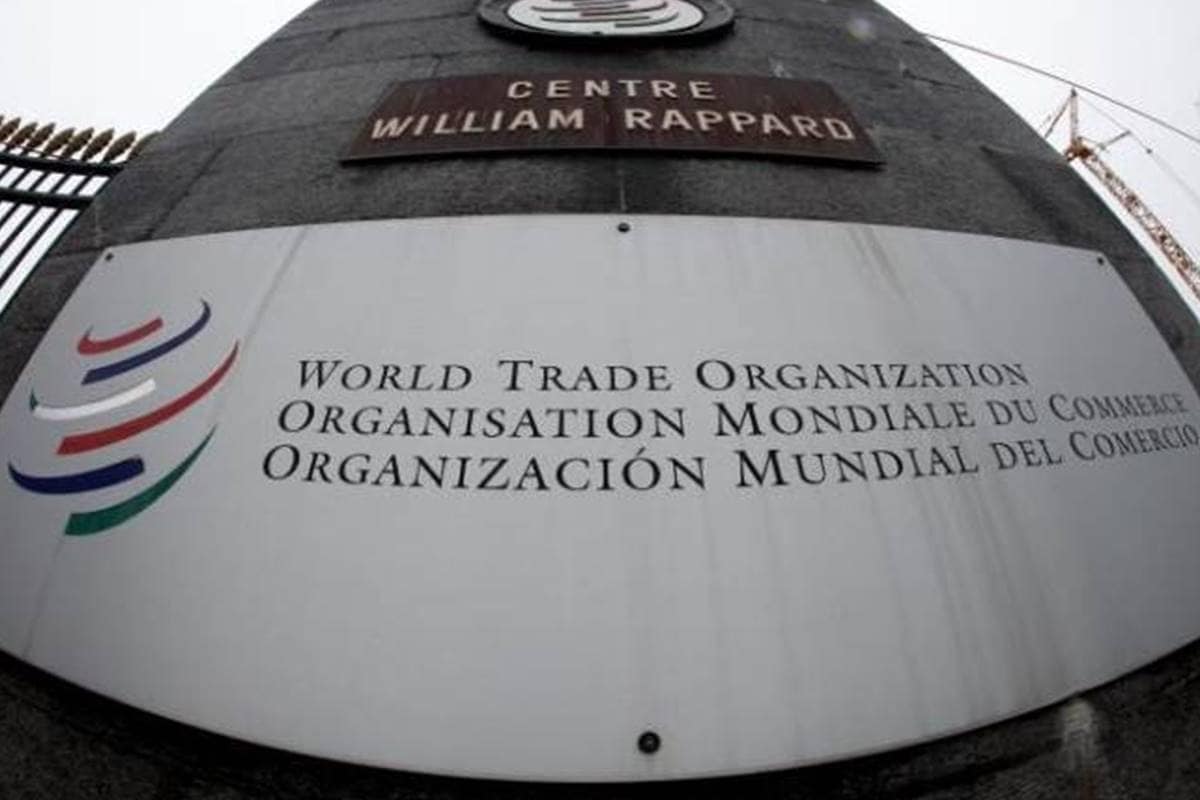 CENTRE
WILLIAM RAPPARD
WORLD TRADE ORGANIZATION
ORGANISATION MONDIALE DU COMMERCE
ORGANIZACIÓN MUNDIAL DEL COMERCIO